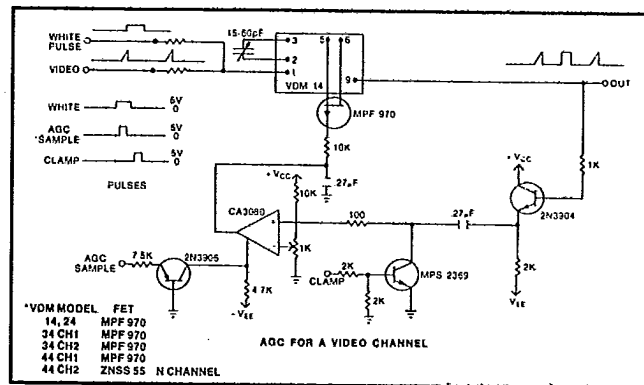 WHITE PULSE
VIDEO
15-60pF
3
2
1
5
6
9
VDM 14
OUT
MPF 970
WHITE 5V 0
AGC SAMPLE 5V 0
CLAMP 5V 0
PULSES
10K
.27µF
+VCC
10K
CA3080
+
-
1K
100
.27µF
+VCC
1K
2N3904
2K
VEE
AGC SAMPLE
7.5K
2N3905
4.7K
-VEE
CLAMP
2K
2K
MPS 2369
AGC FOR A VIDEO CHANNEL
*VDM MODEL FET
14, 24 MPF 970
34 CH1 MPF 970
34 CH2 MPF 970
44 CH1 MPF 970
44 CH2 ZNSS 55 N CHANNEL